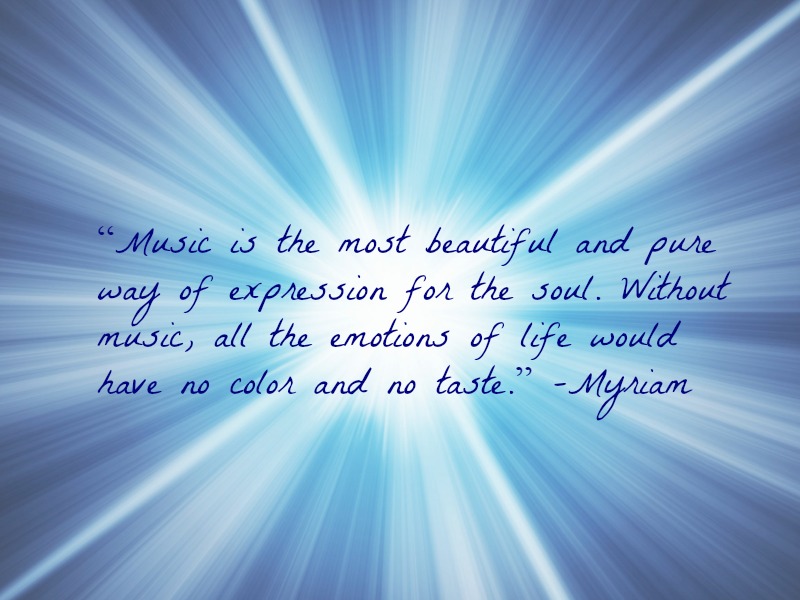 “Music is the most beautiful and pure
way of expression for the soul. Without
music, all the emotions of life would
have no color and no taste.” -Myriam